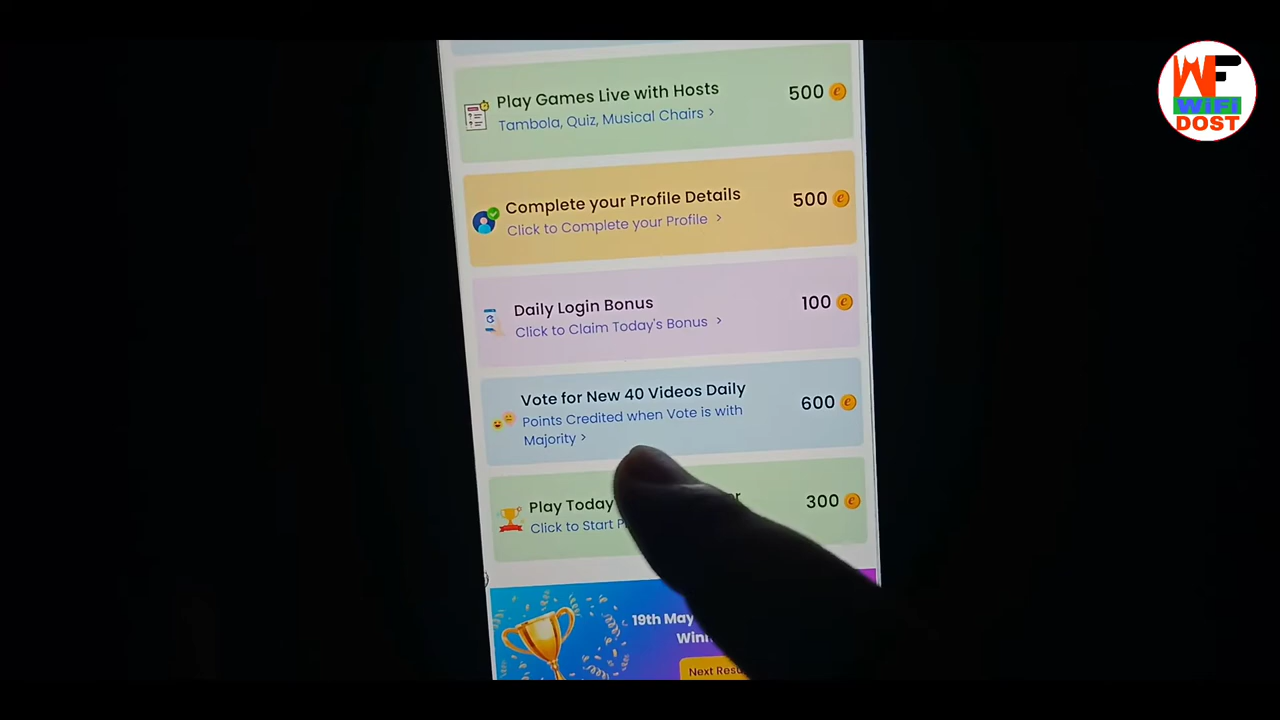 Play Games Live with Hosts
500
Tambola, Quiz, Musical Chairs >
Complete your Profile Details
500
Click to Complete your Profile >
Daily Login Bonus
100
Click to Claim Today's Bonus >
Vote for New 40 Videos Daily
600
Points Credited when Vote is with
Majority >
Play Today
300
Click to Start
19th May
Next
WF
WiFi
DOST